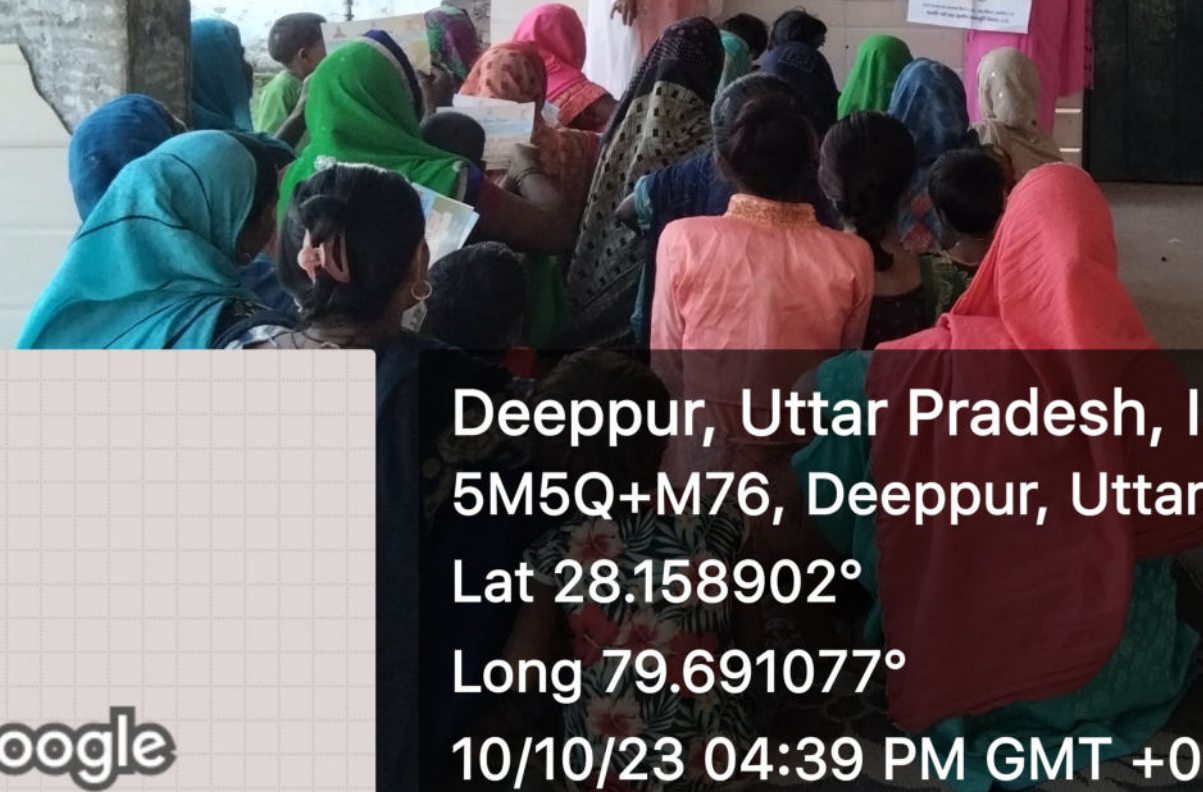 Deeppur, Uttar Pradesh, I
5M5Q+M76, Deeppur, Uttar
Lat 28.158902°
Long 79.691077°
10/10/23 04:39 PM GMT +0
oogle